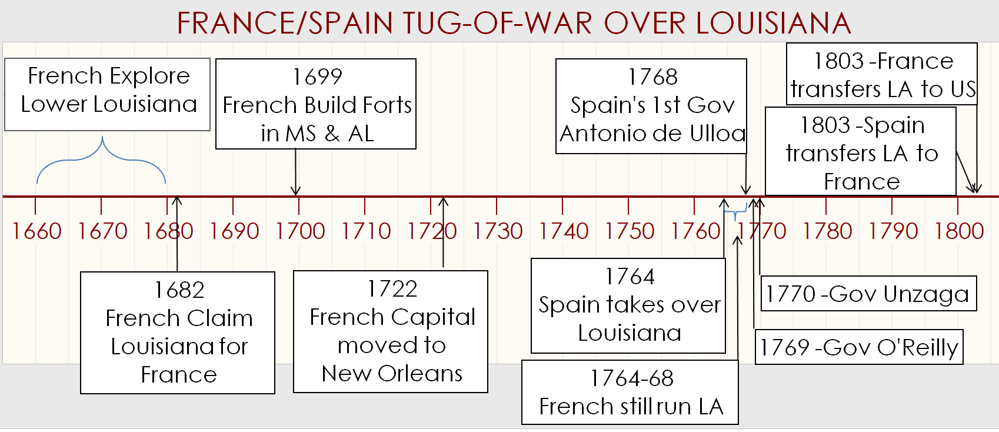 FRANCE/SPAIN TUG-OF-WAR OVER LOUISIANA
French Explore
Lower Louisiana
1699
French Build Forts
in MS & AL
1768
Spain's 1st Gov
Antonio de Ulloa
1803 -France
transfers LA to US
1803 -Spain
transfers LA to
France
1660 1670 1680 1690 1700 1710 1720 1730 1740 1750 1760 1770 1780 1790 1800
1682
French Claim
Louisiana for
France
1722
French Capital
moved to
New Orleans
1764
Spain takes over
Louisiana
1764-68
French still run LA
1770 -Gov Unzaga
1769 -Gov O'Reilly